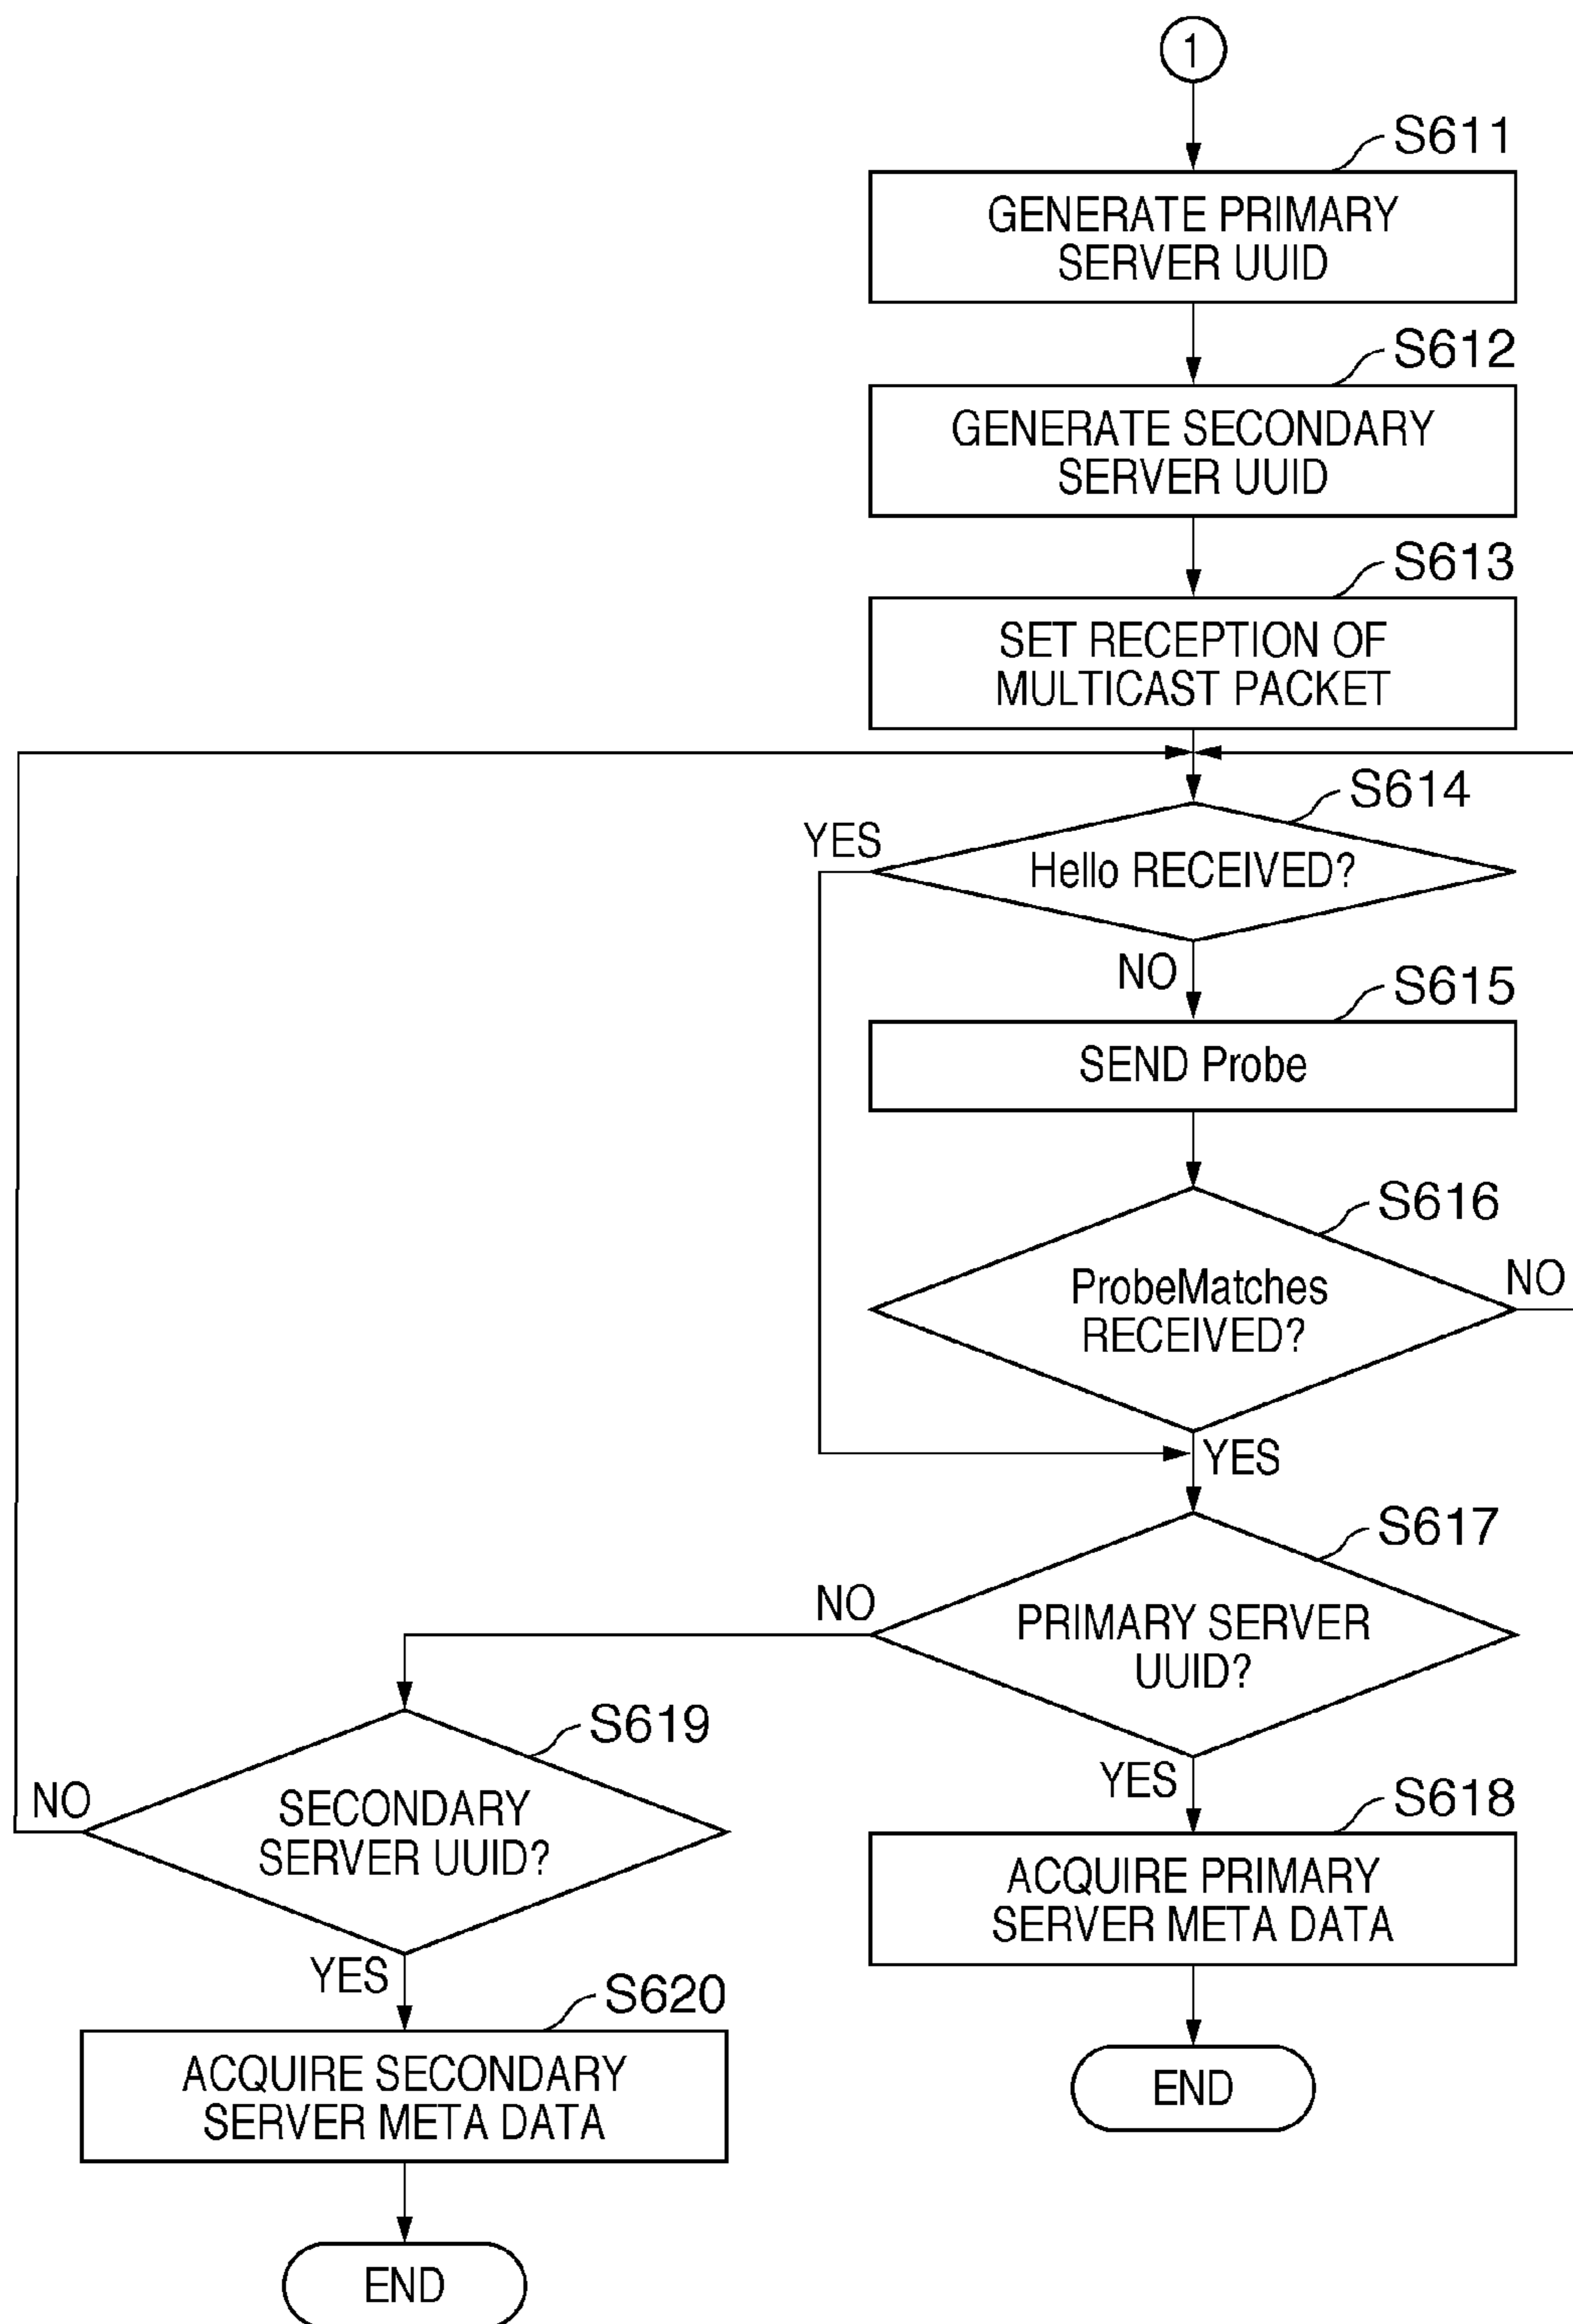 1
S611
GENERATE PRIMARY
SERVER UUID
S612
GENERATE SECONDARY
SERVER UUID
S613
SET RECEPTION OF
MULTICAST PACKET
S614
YES
Hello RECEIVED?
NO
S615
SEND Probe
S616
ProbeMatches
RECEIVED?
NO
YES
S617
NO
PRIMARY SERVER
UUID?
YES
S618
ACQUIRE PRIMARY
SERVER META DATA
END
S619
NO
SECONDARY
SERVER UUID?
YES
S620
ACQUIRE SECONDARY
SERVER META DATA
END